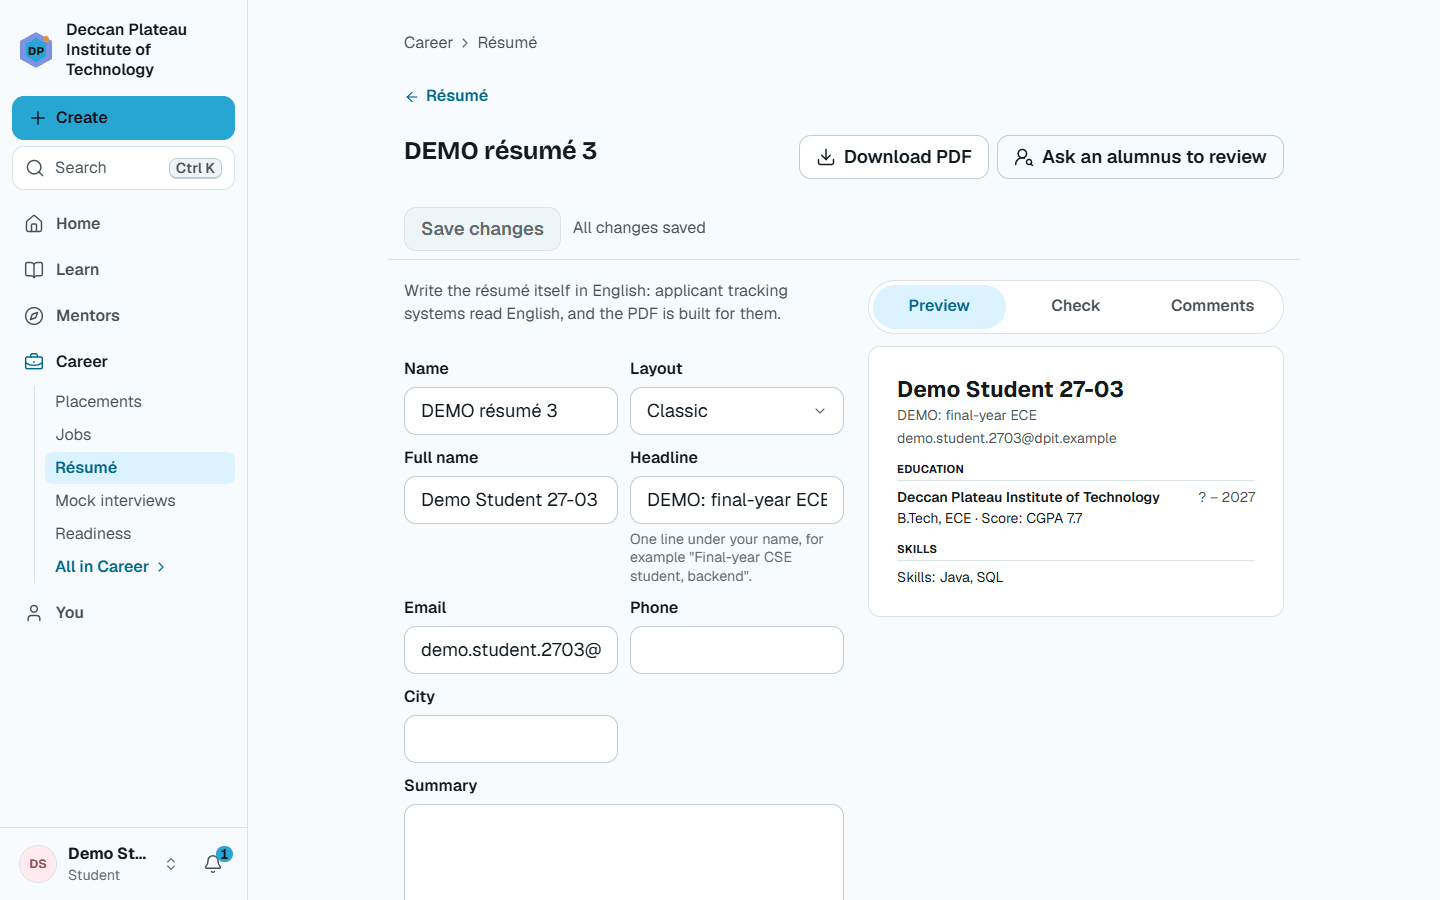 DP
Deccan Plateau
Institute of
Technology
Create
Search
Ctrl K
Home
Learn
Mentors
Career
Placements
Jobs
Résumé
Mock interviews
Readiness
All in Career
You
DS
Demo St...
Student
1
Career
Résumé
Résumé
DEMO résumé 3
Download PDF
Ask an alumnus to review
Save changes
All changes saved
Write the résumé itself in English: applicant tracking
systems read English, and the PDF is built for them.
Name
Layout
DEMO résumé 3
Classic
Full name
Headline
Demo Student 27-03
DEMO: final-year ECE
One line under your name, for
example "Final-year CSE
student, backend".
Email
Phone
demo.student.2703@
City
Summary
Preview
Check
Comments
Demo Student 27-03
DEMO: final-year ECE
demo.student.2703@dpit.example
EDUCATION
Deccan Plateau Institute of Technology ? – 2027
B.Tech, ECE · Score: CGPA 7.7
SKILLS
Skills: Java, SQL